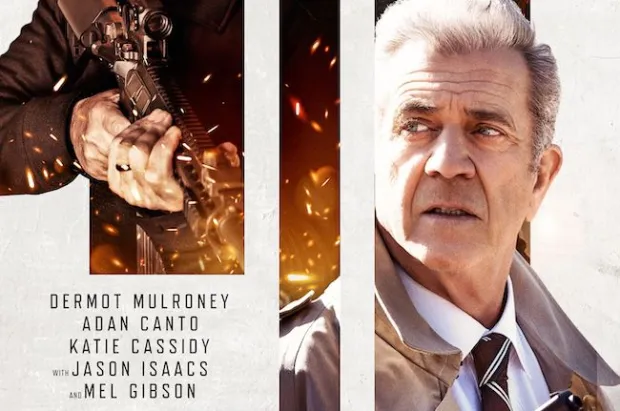 DERMOT MULRONEY
ADAN CANTO
KATIE CASSIDY
WITH JASON ISAACS
AND MEL GIBSON